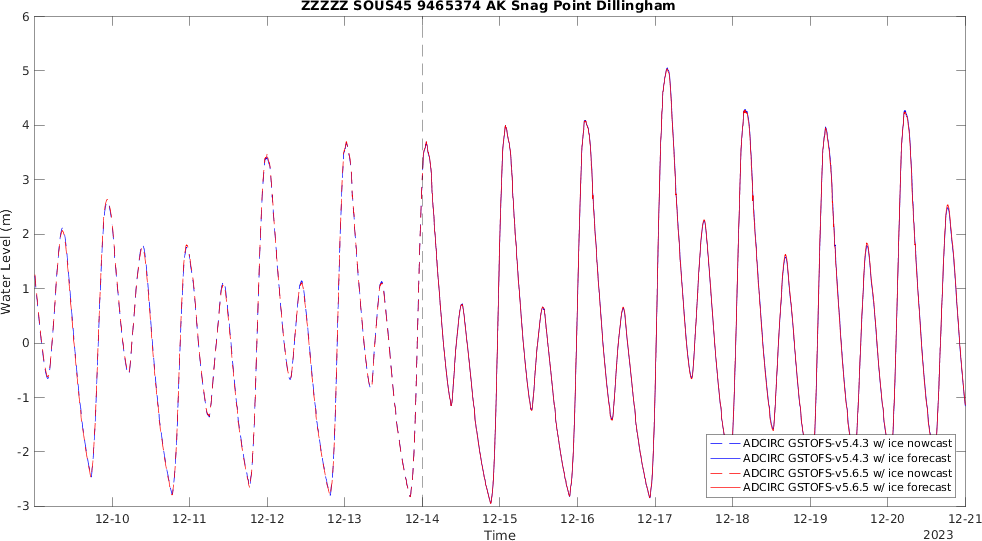 ZZZZZ SOUS45 9465374 AK Snag Point Dillingham
6
5
4
3
2
1
0
-1
-2
-3
Water Level (m)
ADCIRC GSTOFS-v5.4.3 w/ ice nowcast
ADCIRC GSTOFS-v5.4.3 w/ ice forecast
ADCIRC GSTOFS-v5.6.5 w/ ice nowcast
ADCIRC GSTOFS-v5.6.5 w/ ice forecast
12-10 12-11 12-12 12-13 12-14 12-15 12-16 12-17 12-18 12-19 12-20 12-21
Time 2023